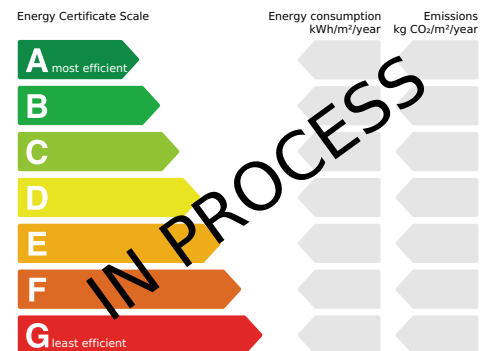 Energy Certificate Scale
Energy consumption
kWh/m²/year
Emissions
kg CO₂/m²/year
A most efficient
B
C
D
E
F
G least efficient
IN PROCESS